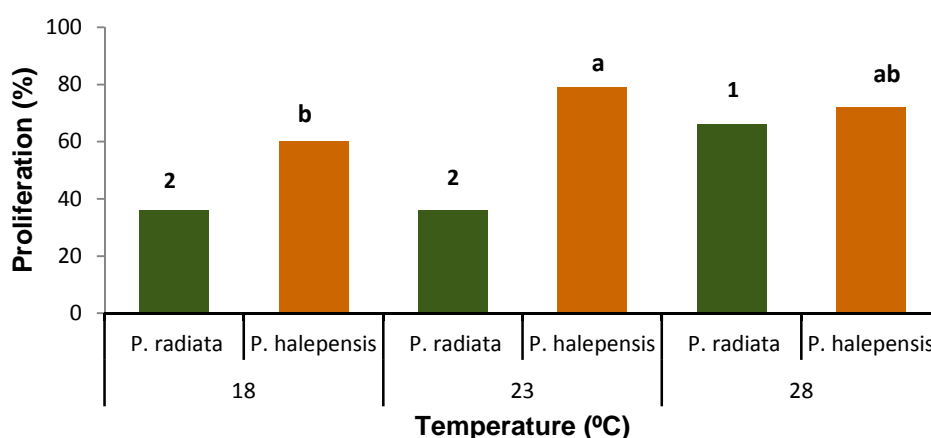 100
80
60
40
20
0
Proliferation (%)
2
b
2
a
1
ab
P. radiata P. halepensis P. radiata P. halepensis P. radiata P. halepensis
18 23 28
Temperature (ºC)